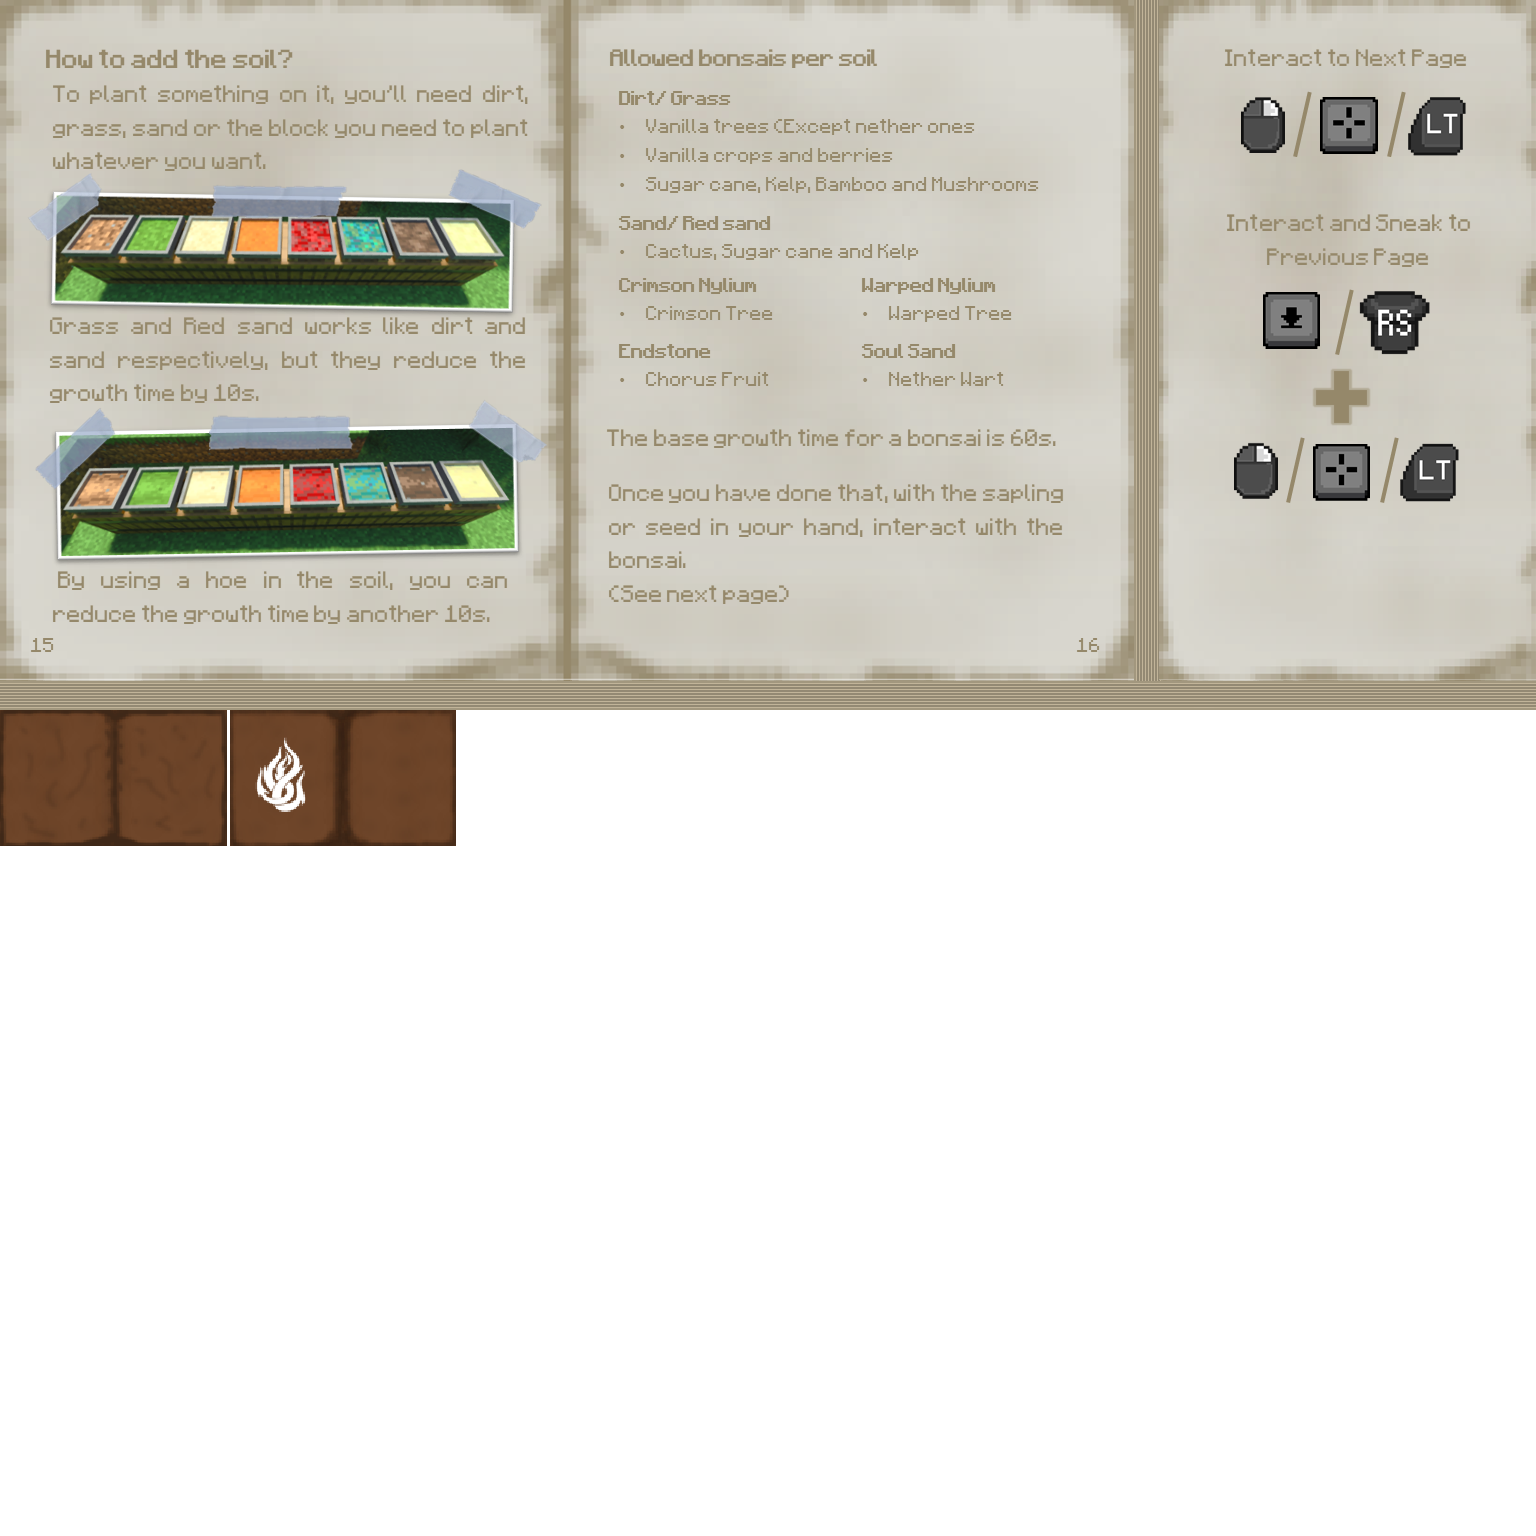 How to add the soil?
To plant something on it, you'll need dirt,
grass, sand or the block you need to plant
whatever you want.
Grass and Red sand works like dirt and
sand respectively, but they reduce the
growth time by 10s.
By using a hoe in the soil, you can
reduce the growth time by another 10s.
15
Allowed bonsais per soil
Dirt/ Grass
• Vanilla trees (Except nether ones
• Vanilla crops and berries
• Sugar cane, Kelp, Bamboo and Mushrooms
Sand/ Red sand
• Cactus, Sugar cane and Kelp
Crimson Nylium
• Crimson Tree
Warped Nylium
• Warped Tree
Endstone
• Chorus Fruit
Soul Sand
• Nether Wart
The base growth time for a bonsai is 60s.
Once you have done that, with the sapling
or seed in your hand, interact with the
bonsai.
(See next page)
16
Interact to Next Page
LT
Interact and Sneak to
Previous Page
RS
LT